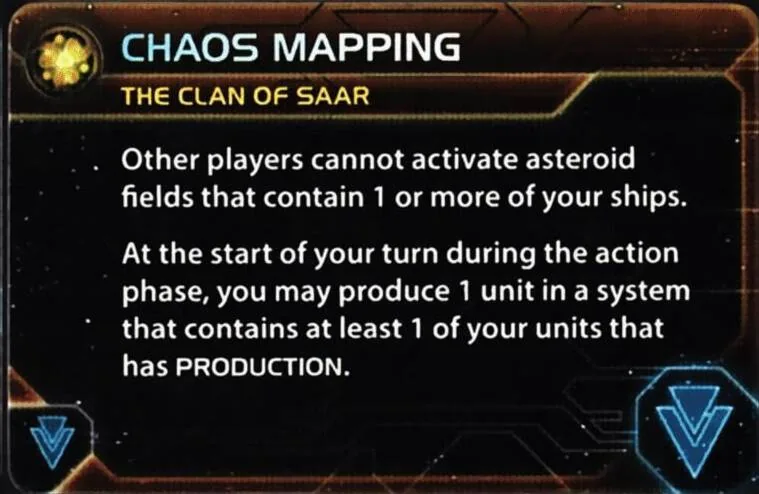 CHAOS MAPPING
THE CLAN OF SAAR
Other players cannot activate asteroid
fields that contain 1 or more of your ships.
At the start of your turn during the action
phase, you may produce 1 unit in a system
that contains at least 1 of your units that
has PRODUCTION.